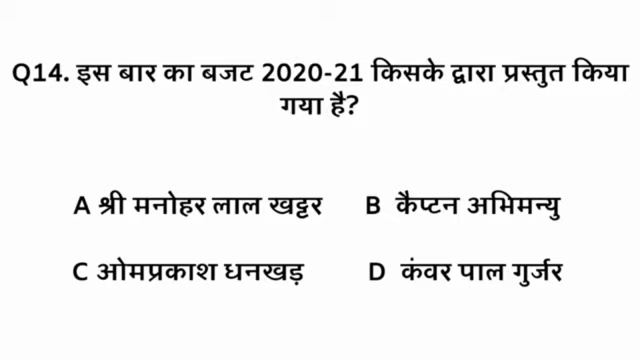 Q14. इस बार का बजट 2020-21 किसके द्वारा प्रस्तुत किया
गया है?
A श्री मनोहर लाल खट्टर B कैप्टन अभिमन्यु
C ओमप्रकाश धनखड़ D कंवर पाल गुर्जर